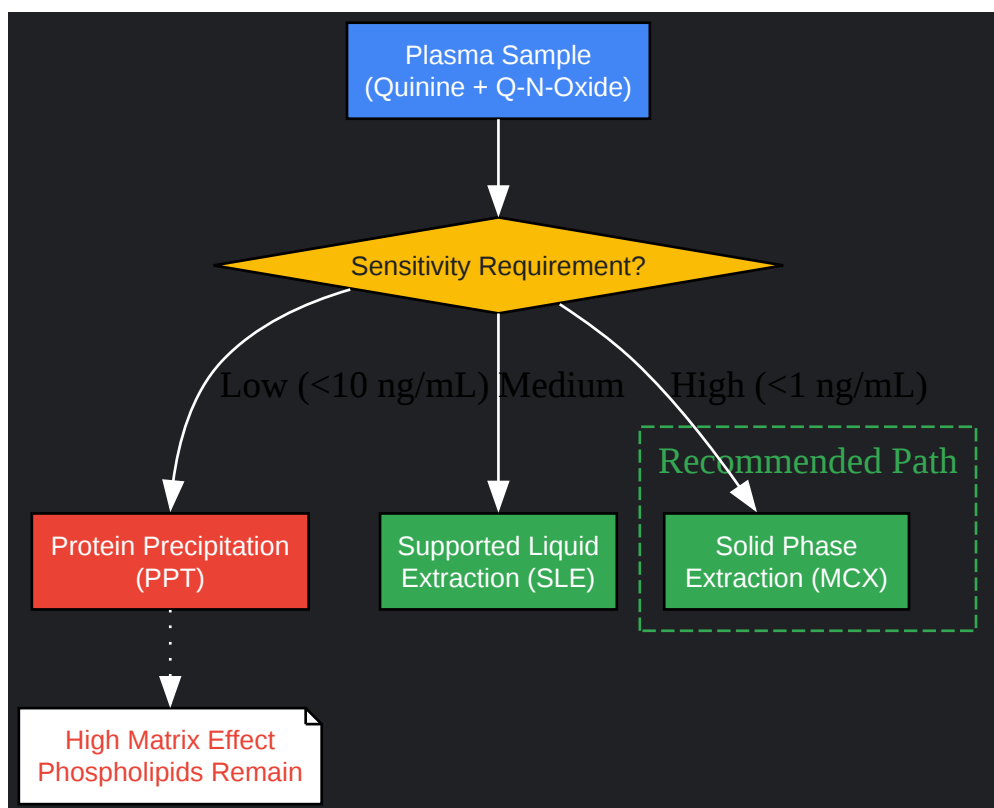 Plasma Sample
(Quinine + Q-N-Oxide)
Sensitivity Requirement?
Low (<10 ng/mL)
Medium
High (<1 ng/mL)
Recommended Path
Protein Precipitation
(PPT)
Supported Liquid
Extraction (SLE)
Solid Phase
Extraction (MCX)
High Matrix Effect
Phospholipids Remain